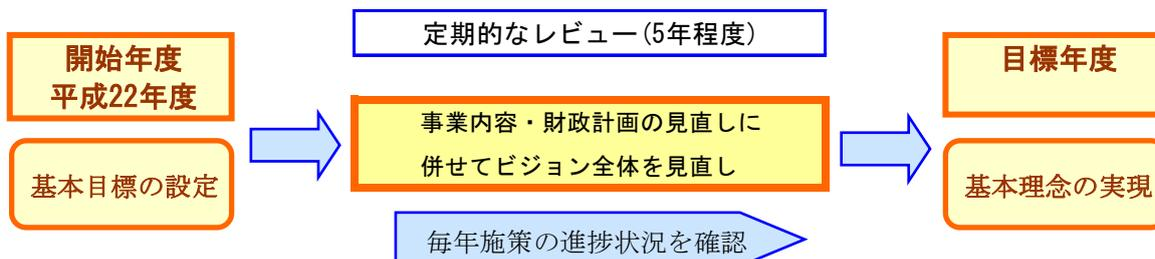 開始年度
平成22年度
基本目標の設定
定期的なレビュー(5年程度)
事業内容・財政計画の見直しに
併せてビジョン全体を見直し
毎年施策の進捗状況を確認
目標年度
基本理念の実現